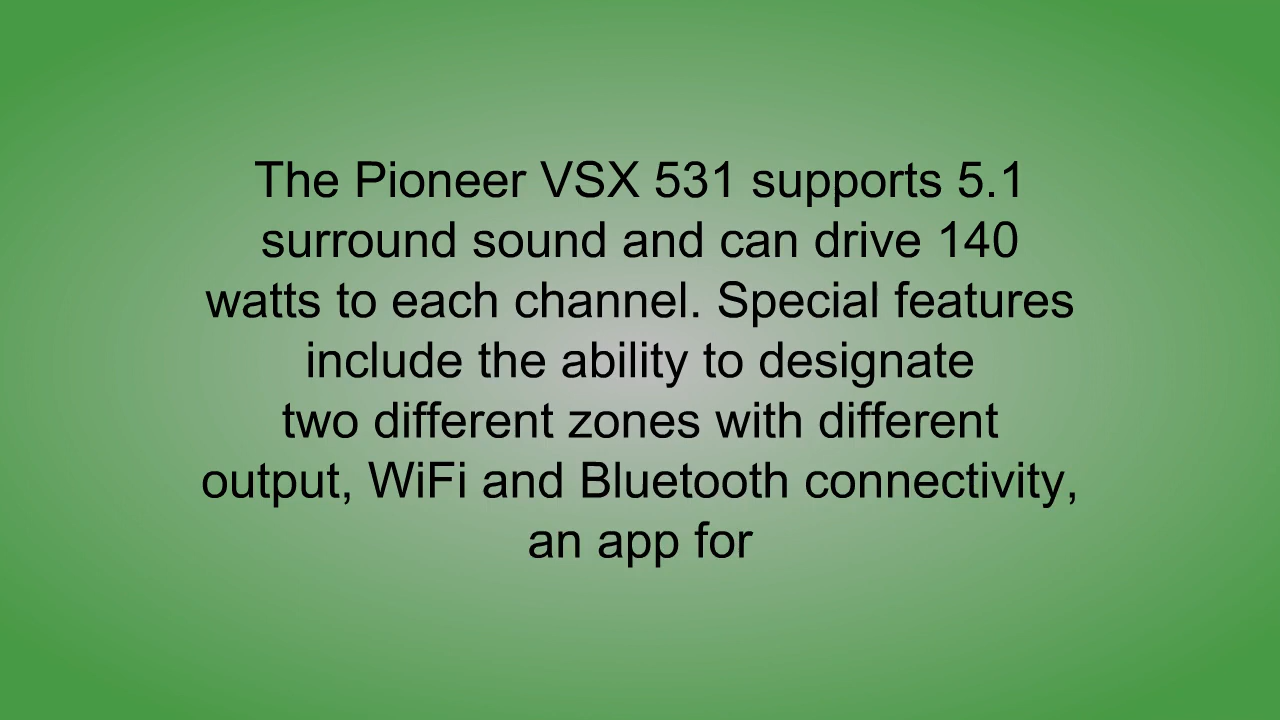 The Pioneer VSX 531 supports 5.1
surround sound and can drive 140
watts to each channel. Special features
include the ability to designate
two different zones with different
output, WiFi and Bluetooth connectivity,
an app for